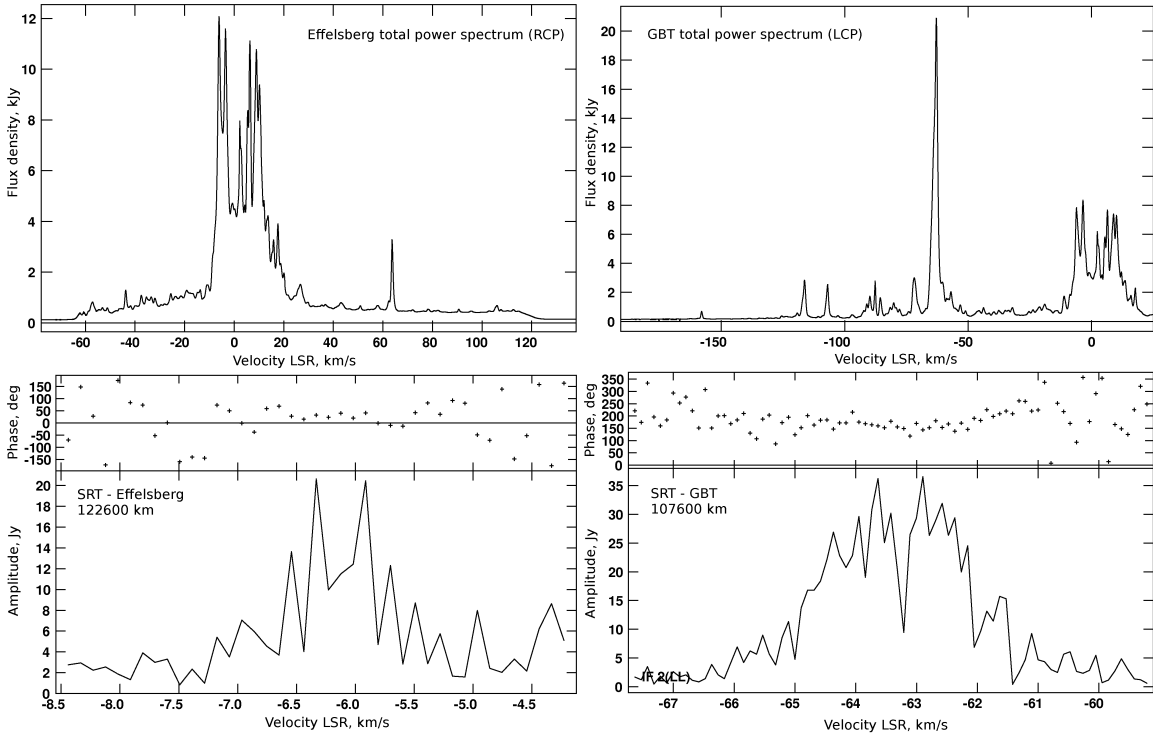 Effelsberg total power spectrum (RCP)
12
10
8
6
4
2
0
Flux density, kJy
-60 -40 -20 0 20 40 60 80 100 120
Velocity LSR, km/s
GBT total power spectrum (LCP)
20
18
16
14
12
10
8
6
4
2
0
Flux density, kJy
-150 -100 -50 0
Velocity LSR, km/s
150
100
50
0
-50
-100
-150
Phase, deg
SRT - Effelsberg
122600 km
20
18
16
14
12
10
8
6
4
2
0
Amplitude, Jy
-8.5 -8.0 -7.5 -7.0 -6.5 -6.0 -5.5 -5.0 -4.5
Velocity LSR, km/s
350
300
250
200
150
100
50
0
Phase, deg
SRT - GBT
107600 km
35
30
25
20
15
10
5
0
Amplitude, Jy
IF 2(LL)
-67 -66 -65 -64 -63 -62 -61 -60
Velocity LSR, km/s